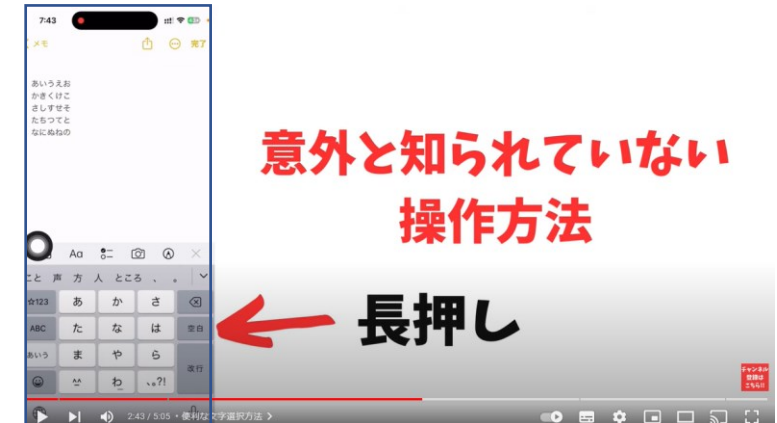 7:43
メモ
完了
あいうえお
かきくけこ
さしすせそ
たちつてと
なにぬねの
意外と知られていない
操作方法
長押し
Aa
こと 声 方 人 ところ 、 。
☆123 あ か さ
ABC た な は 空白
あいう ま や ら
改行
^^ わ 、。?!
チャンネル
登録は
こちら!!
2:43 / 5:05 ・便利な文字選択方法